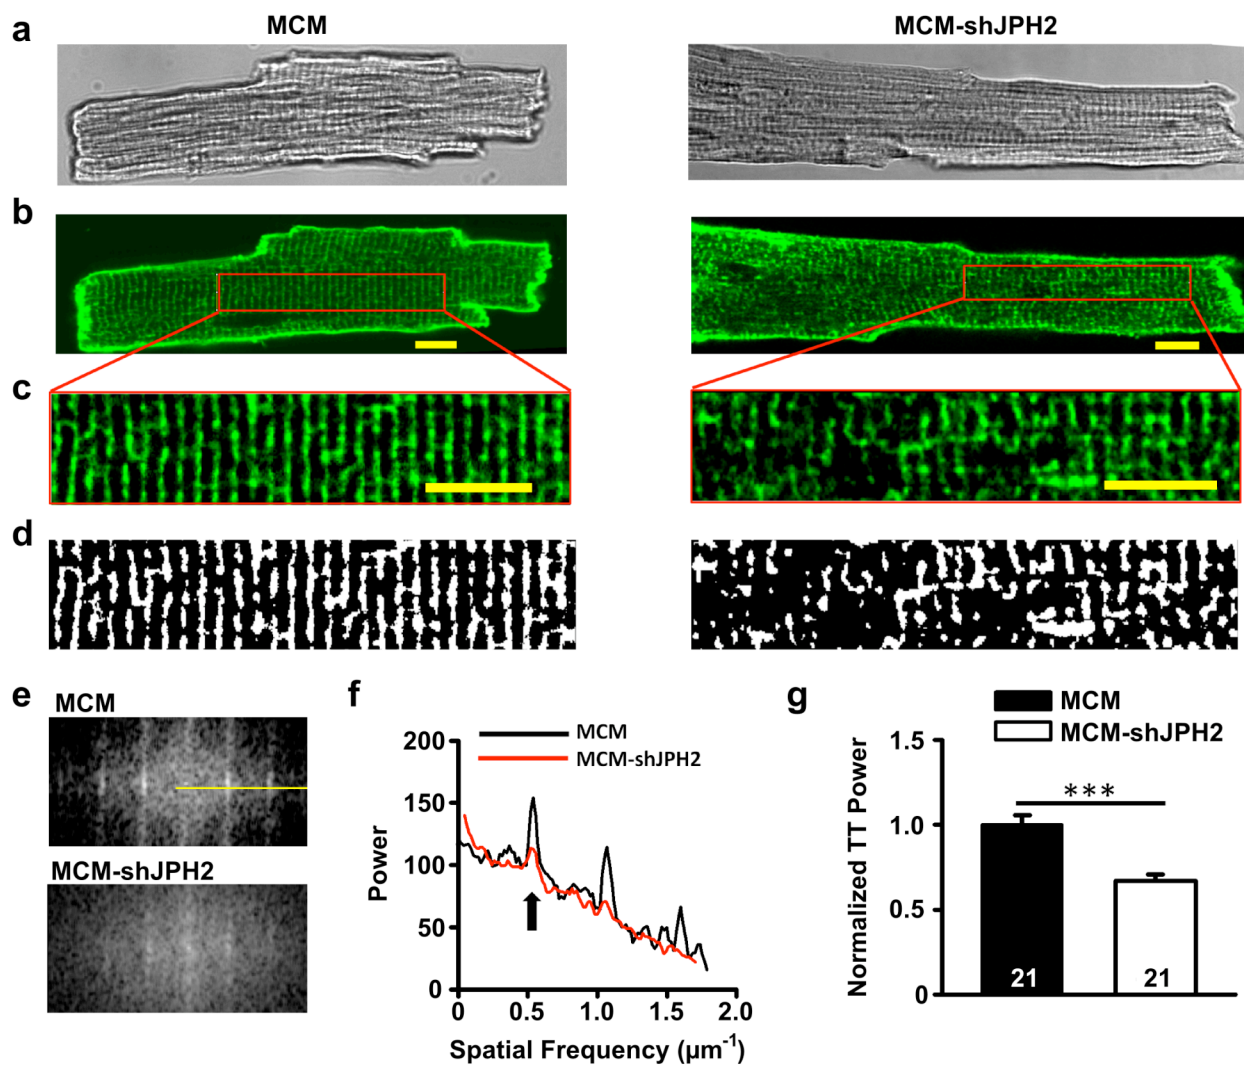 a
MCM
MCM-shJPH2
b
c
d
e
MCM
MCM-shJPH2
f
MCM
MCM-shJPH2
200
150
100
50
0
0
0.5
1.0
1.5
2.0
Power
Spatial Frequency (µm⁻¹)
g
MCM
MCM-shJPH2
1.5
1.0
0.5
0
Normalized TT Power
***
21
21